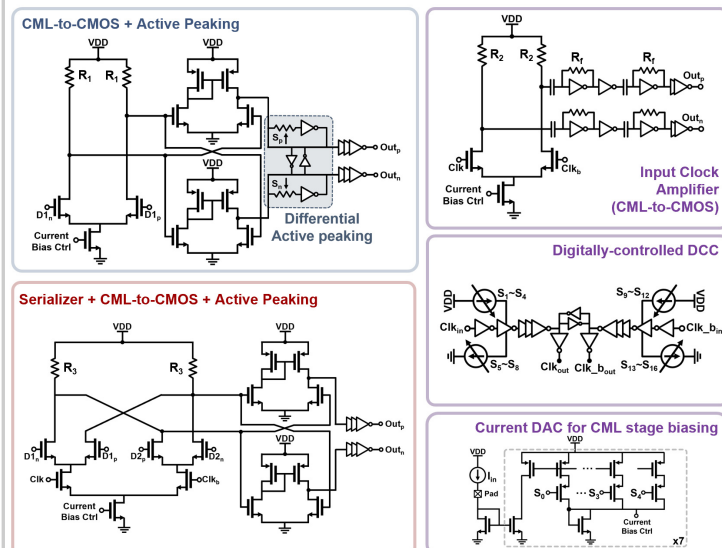 CML-to-CMOS + Active Peaking
VDD
VDD
R1
R1
Sp
Outp
VDD
Sn
Outn
D1n
D1p
Differential
Active peaking
Current
Bias Ctrl
Serializer + CML-to-CMOS + Active Peaking
VDD
VDD
R3
R3
Outp
VDD
Outn
D1n
D1p
D2p
D2n
Clk
Clkb
Current
Bias Ctrl
VDD
R2
R2
Rf
Rf
Outp
Outn
Clk
Clkb
Current
Bias Ctrl
Input Clock
Amplifier
(CML-to-CMOS)
Digitally-controlled DCC
VDD
S1~S4
S9~S12
VDD
Clkin
Clk_bin
S5~S8
Clkout
Clk_bout
S13~S16
Current DAC for CML stage biasing
VDD
VDD
Iin
Pad
S0
S3
S4
Current
Bias Ctrl
x7